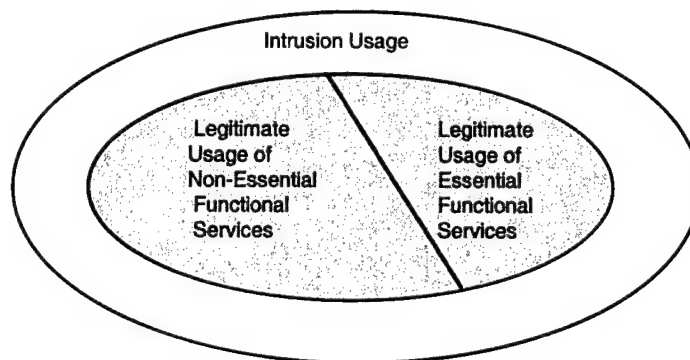 Intrusion Usage
Legitimate
Usage of
Non-Essential
Functional
Services
Legitimate
Usage of
Essential
Functional
Services